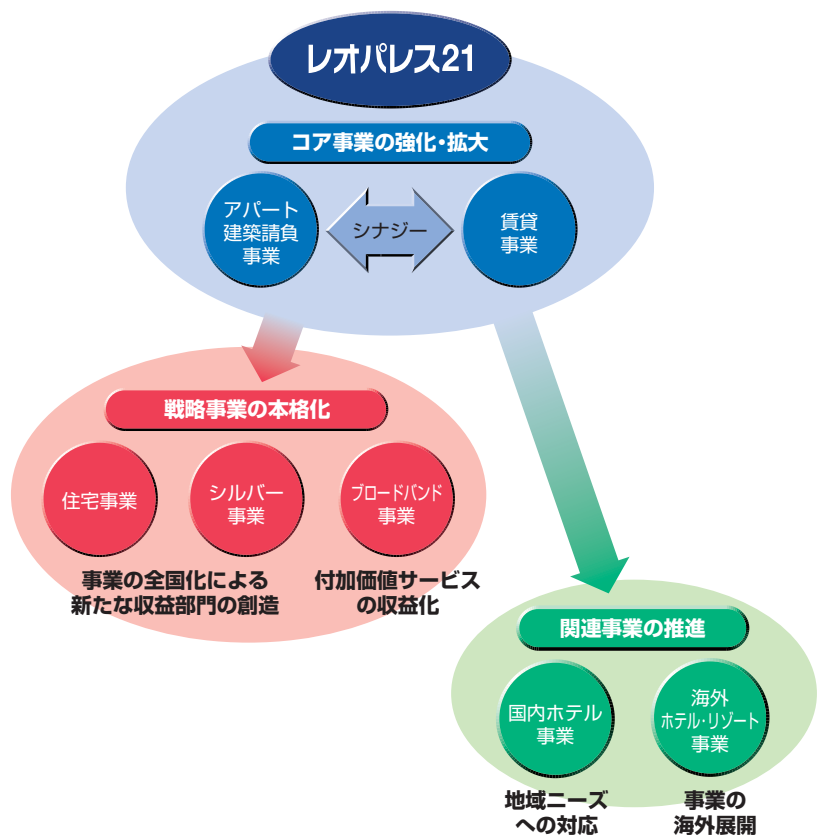 レオパレス21
コア事業の強化・拡大
アパート
建築請負
事業
シナジー
賃貸
事業
戦略事業の本格化
住宅事業
シルバー
事業
ブロードバンド
事業
事業の全国化による
新たな収益部門の創造
付加価値サービス
の収益化
関連事業の推進
国内ホテル
事業
海外
ホテル・リゾート
事業
地域ニーズ
への対応
事業の
海外展開